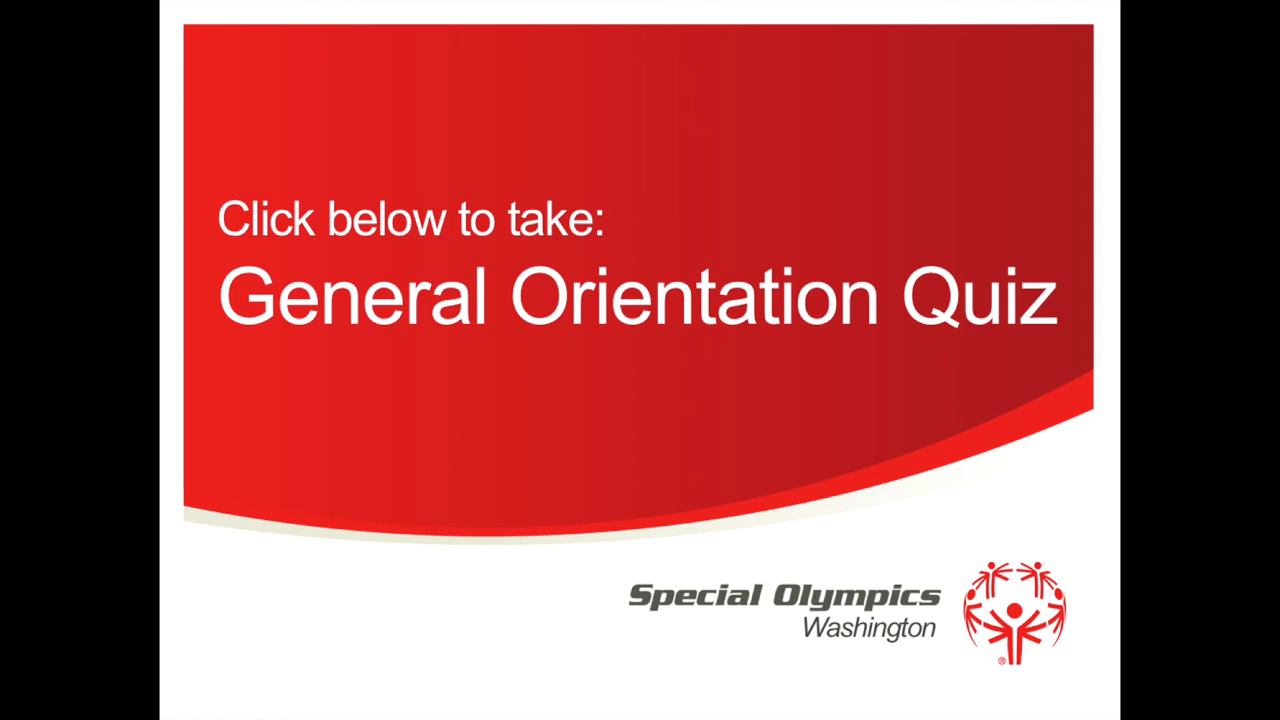 Click below to take:
General Orientation Quiz
Special Olympics
Washington
®